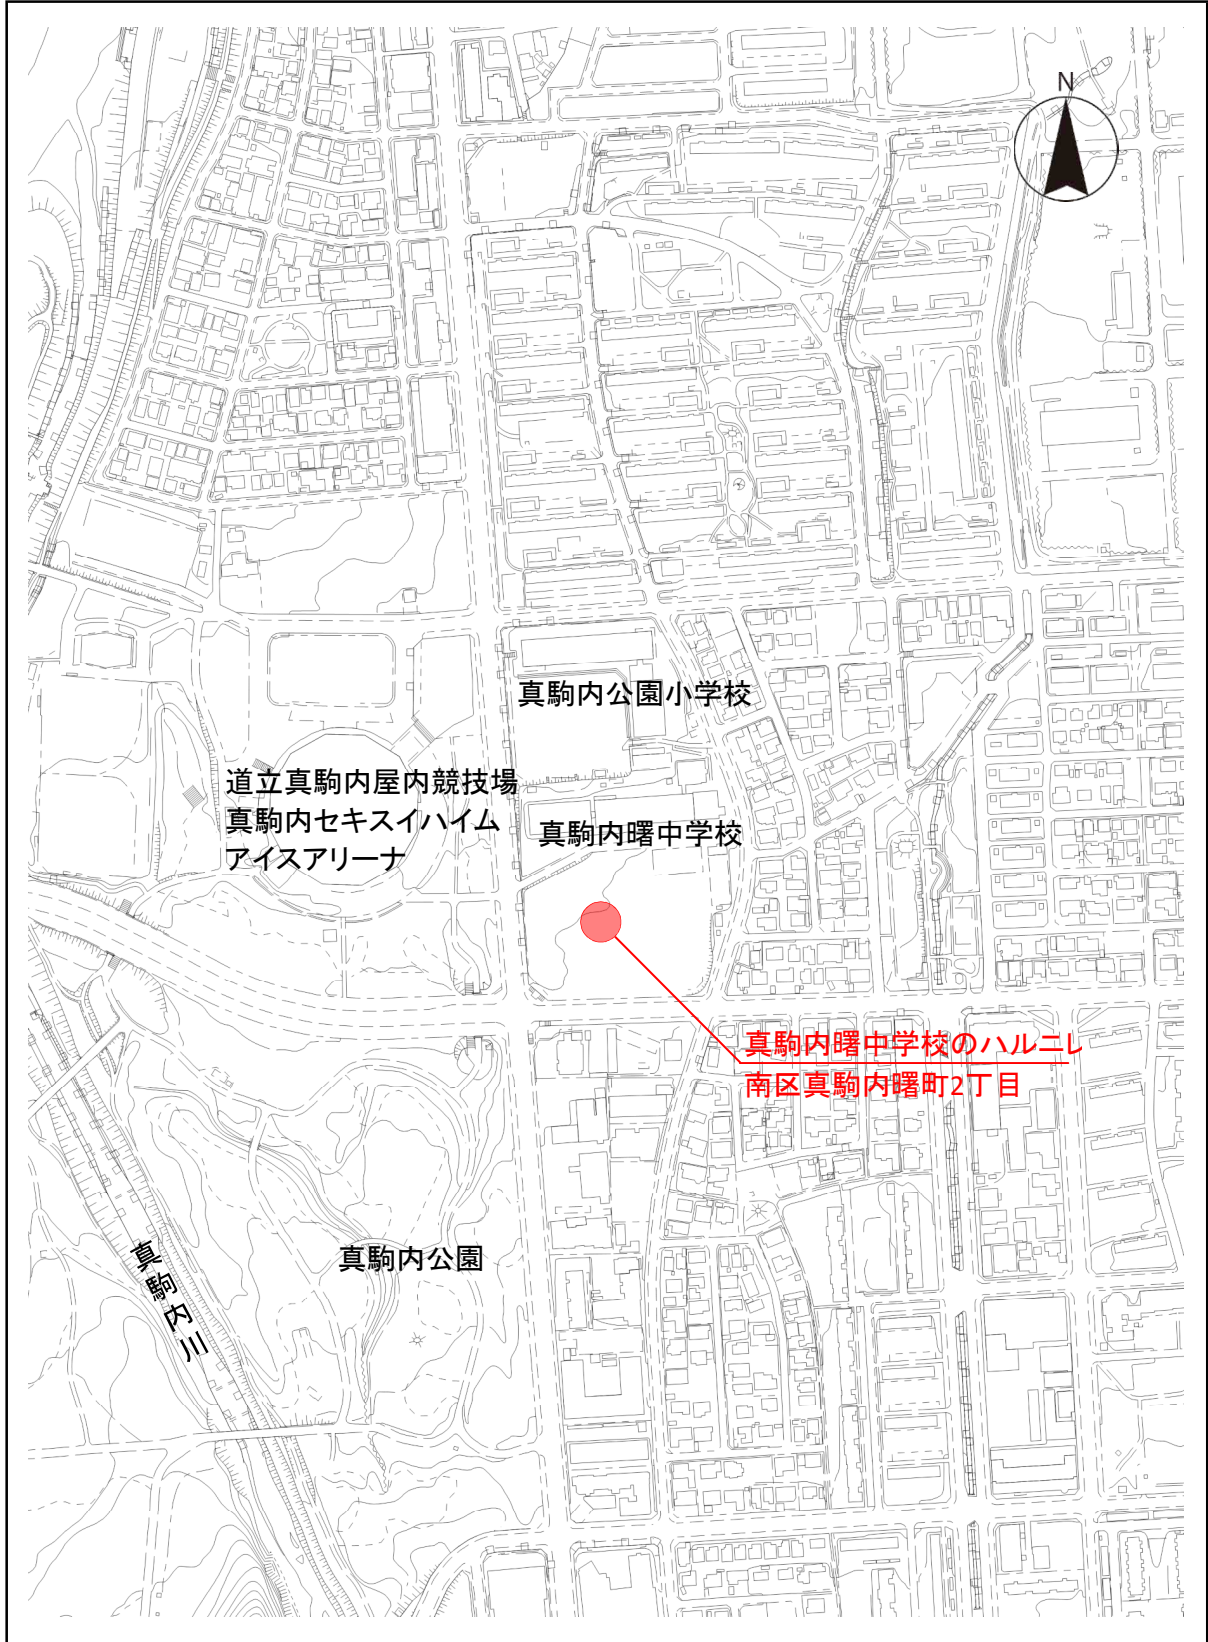 N
真駒内公園小学校
道立真駒内屋内競技場
真駒内セキスイハイム
アイスアリーナ
真駒内曙中学校
真駒内曙中学校のハルニレ
南区真駒内曙町2丁目
真駒内公園
真駒内川